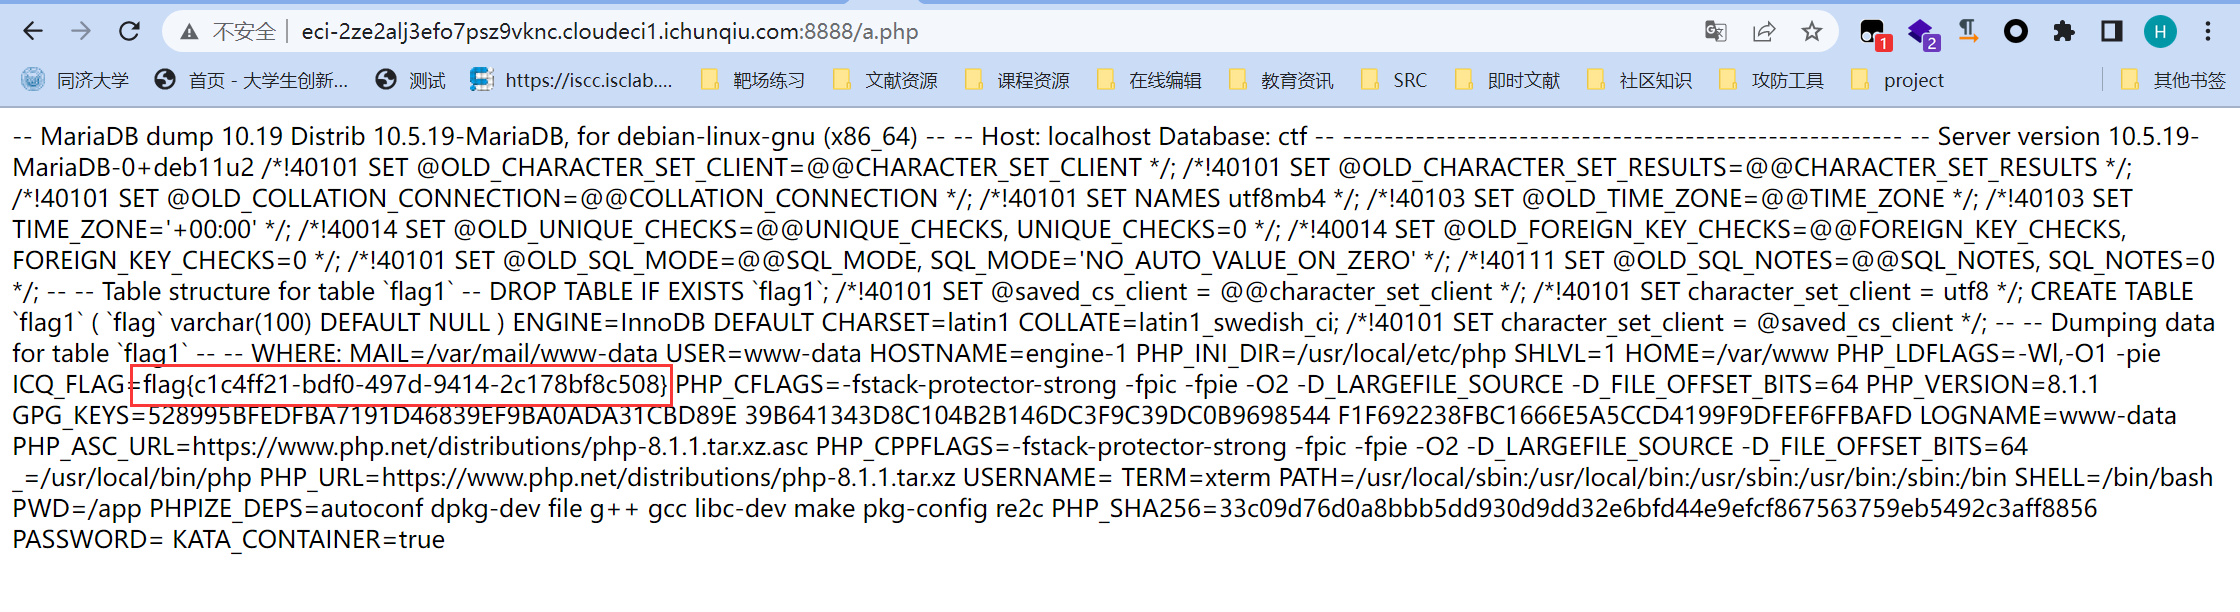 不安全 | eci-2ze2alj3efo7psz9vknc.cloudeci1.ichunqiu.com:8888/a.php
1 2 H
同济大学 首页 - 大学生创新... 测试 https://iscc.isclab.... 靶场练习 文献资源 课程资源 在线编辑 教育资讯 SRC 即时文献 社区知识 攻防工具 project 其他书签
-- MariaDB dump 10.19 Distrib 10.5.19-MariaDB, for debian-linux-gnu (x86_64) -- -- Host: localhost Database: ctf -- ------------------------------------------------------ -- Server version 10.5.19-
MariaDB-0+deb11u2 /*!40101 SET @OLD_CHARACTER_SET_CLIENT=@@CHARACTER_SET_CLIENT */; /*!40101 SET @OLD_CHARACTER_SET_RESULTS=@@CHARACTER_SET_RESULTS */;
/*!40101 SET @OLD_COLLATION_CONNECTION=@@COLLATION_CONNECTION */; /*!40101 SET NAMES utf8mb4 */; /*!40103 SET @OLD_TIME_ZONE=@@TIME_ZONE */; /*!40103 SET
TIME_ZONE='+00:00' */; /*!40014 SET @OLD_UNIQUE_CHECKS=@@UNIQUE_CHECKS, UNIQUE_CHECKS=0 */; /*!40014 SET @OLD_FOREIGN_KEY_CHECKS=@@FOREIGN_KEY_CHECKS,
FOREIGN_KEY_CHECKS=0 */; /*!40101 SET @OLD_SQL_MODE=@@SQL_MODE, SQL_MODE='NO_AUTO_VALUE_ON_ZERO' */; /*!40111 SET @OLD_SQL_NOTES=@@SQL_NOTES, SQL_NOTES=0
*/; -- -- Table structure for table `flag1` -- DROP TABLE IF EXISTS `flag1`; /*!40101 SET @saved_cs_client = @@character_set_client */; /*!40101 SET character_set_client = utf8 */; CREATE TABLE
`flag1` ( `flag` varchar(100) DEFAULT NULL ) ENGINE=InnoDB DEFAULT CHARSET=latin1 COLLATE=latin1_swedish_ci; /*!40101 SET character_set_client = @saved_cs_client */; -- -- Dumping data
for table `flag1` -- -- WHERE: MAIL=/var/mail/www-data USER=www-data HOSTNAME=engine-1 PHP_INI_DIR=/usr/local/etc/php SHLVL=1 HOME=/var/www PHP_LDFLAGS=-Wl,-O1 -pie
ICQ_FLAG=flag{c1c4ff21-bdf0-497d-9414-2c178bf8c508} PHP_CFLAGS=-fstack-protector-strong -fpic -fpie -O2 -D_LARGEFILE_SOURCE -D_FILE_OFFSET_BITS=64 PHP_VERSION=8.1.1
GPG_KEYS=528995BFEDFBA7191D46839EF9BA0ADA31CBD89E 39B641343D8C104B2B146DC3F9C39DC0B9698544 F1F692238FBC1666E5A5CCD4199F9DFEF6FFBAFD LOGNAME=www-data
PHP_ASC_URL=https://www.php.net/distributions/php-8.1.1.tar.xz.asc PHP_CPPFLAGS=-fstack-protector-strong -fpic -fpie -O2 -D_LARGEFILE_SOURCE -D_FILE_OFFSET_BITS=64
_=/usr/local/bin/php PHP_URL=https://www.php.net/distributions/php-8.1.1.tar.xz USERNAME= TERM=xterm PATH=/usr/local/sbin:/usr/local/bin:/usr/sbin:/usr/bin:/sbin:/bin SHELL=/bin/bash
PWD=/app PHPIZE_DEPS=autoconf dpkg-dev file g++ gcc libc-dev make pkg-config re2c PHP_SHA256=33c09d76d0a8bbb5dd930d9dd32e6bfd44e9efcf867563759eb5492c3aff8856
PASSWORD= KATA_CONTAINER=true